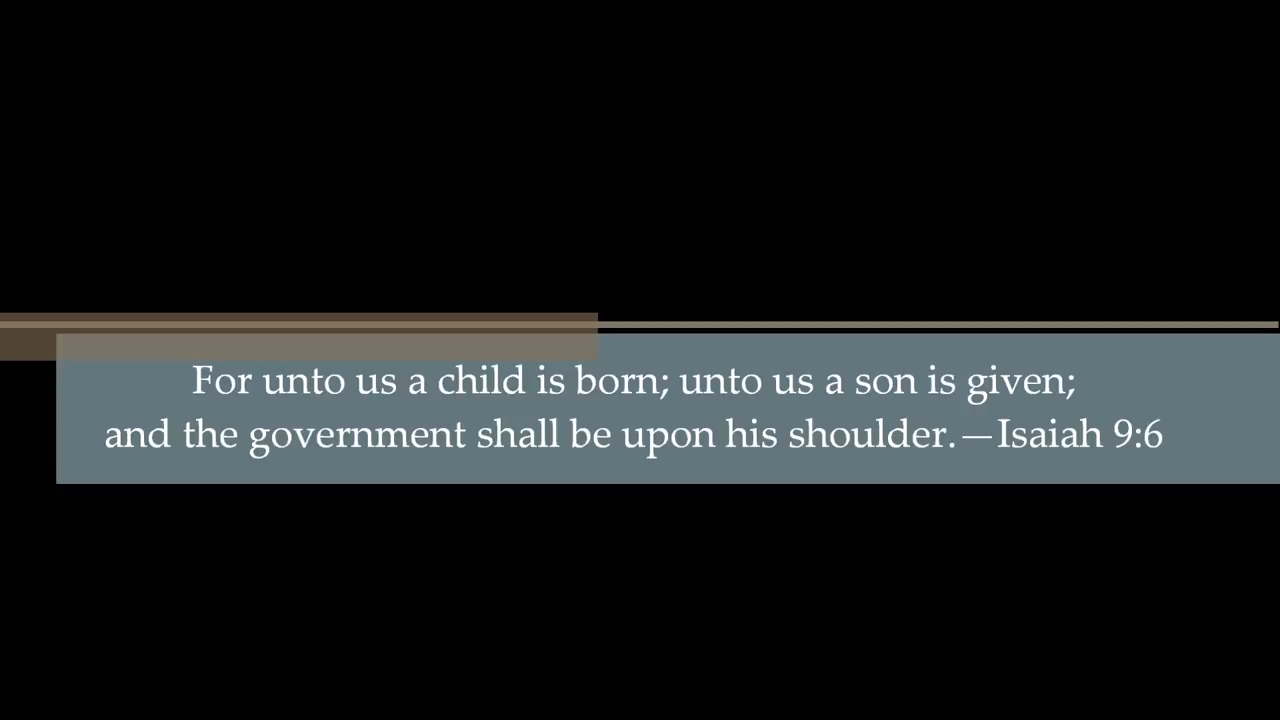 For unto us a child is born; unto us a son is given;
and the government shall be upon his shoulder.—Isaiah 9:6